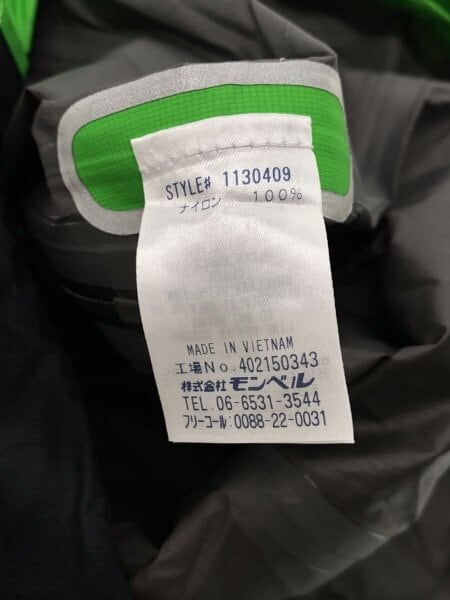 STYLE# 1130409
ナイロン 100%
MADE IN VIETNAM
工場No.402150343
株式会社 モンベル
TEL.06-6531-3544
フリーコール:0088-22-0031